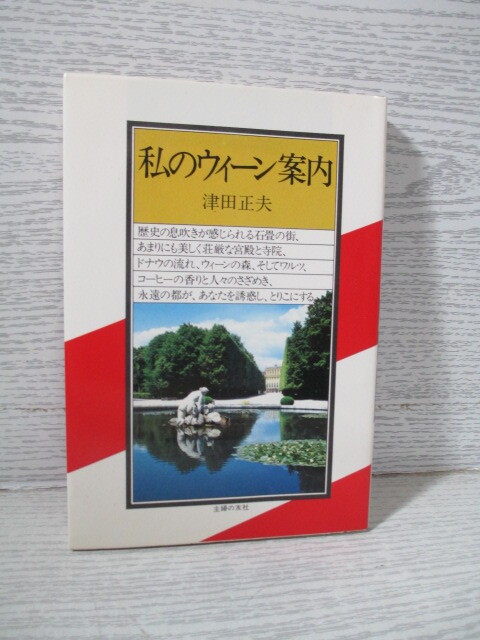 私のウィーン案内
津田正夫
歴史の息吹きが感じられる石畳の街、
あまりにも美しく荘厳な宮殿と寺院、
ドナウの流れ、ウィーンの森、そしてワルツ、
コーヒーの香りと人々のさざめき、
永遠の都が、あなたを誘惑し、とりこにする。
主婦の友社